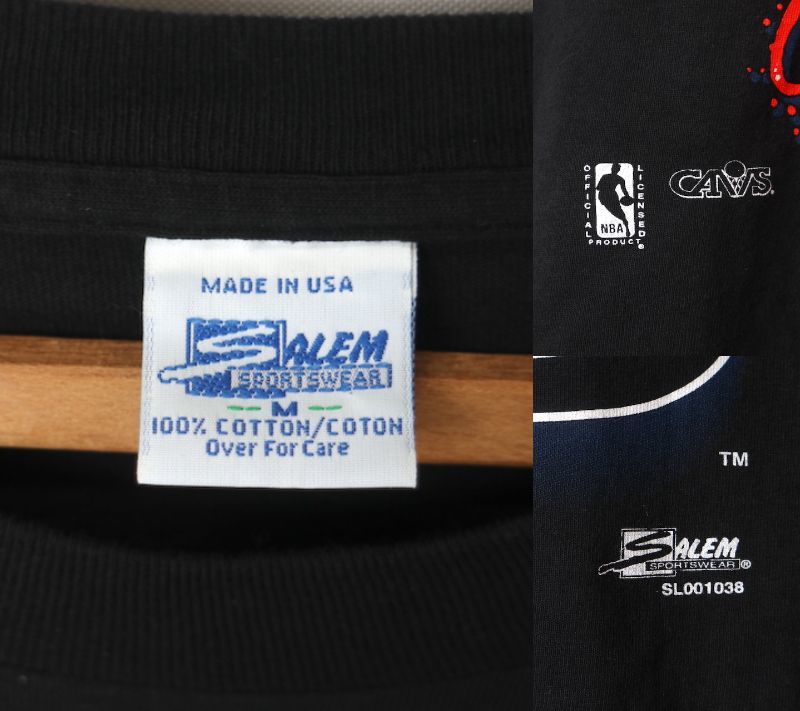 MADE IN USA
SALEM
SPORTSWEAR
M
100% COTTON/COTON
Over For Care
OFFICIAL
LICENSED
NBA
PRODUCT®
CAVS.
TM
SALEM
SPORTSWEAR®
SL001038